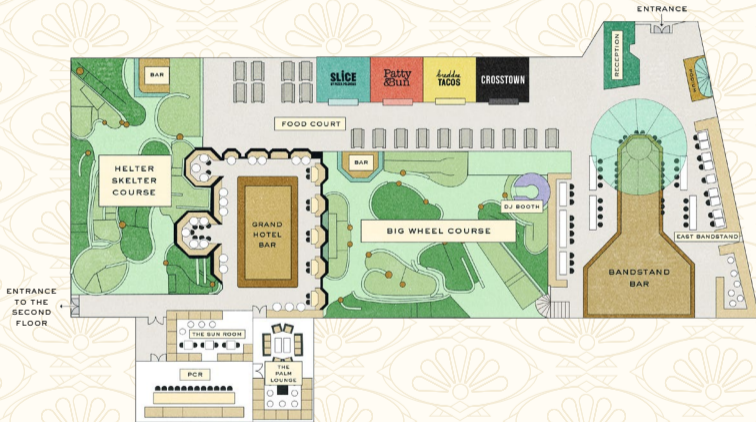 ENTRANCE
RECEPTION
BAR
SLICE
Patty
&Bun
TACOS
CROSSTOWN
FOOD COURT
BAR
HELTER
SKELTER
COURSE
DJ BOOTH
GRAND
HOTEL
BAR
BIG WHEEL COURSE
EAST BANDSTAND
BANDSTAND
BAR
ENTRANCE
TO THE
SECOND
FLOOR
THE SUN ROOM
PCR
THE
PALM
LOUNGE